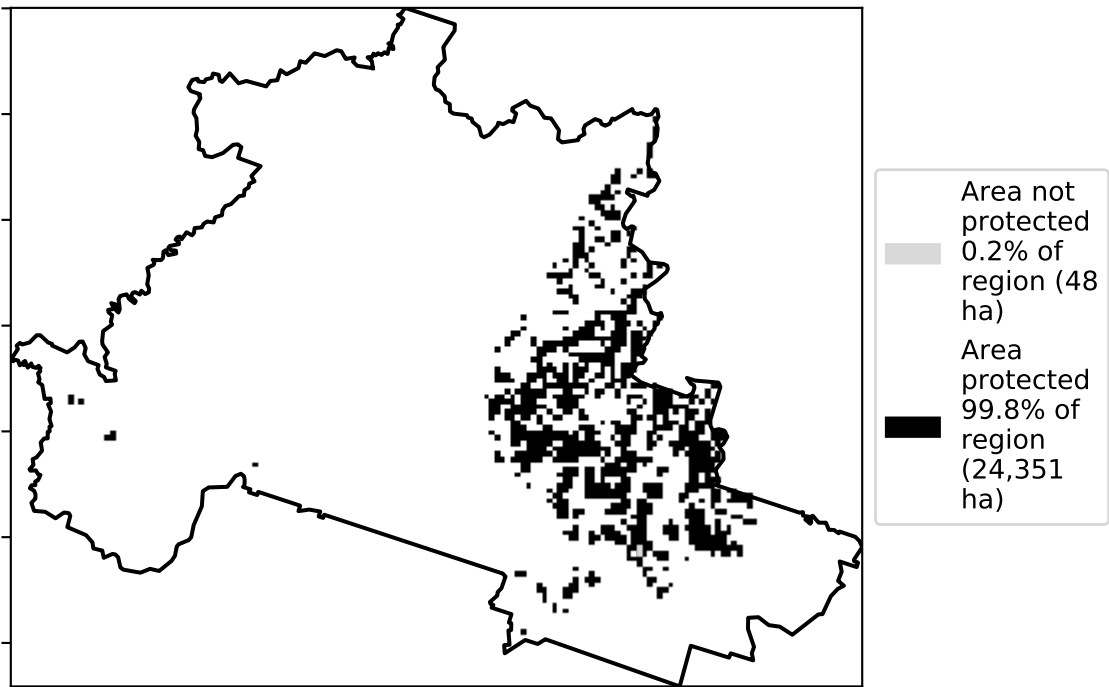 Area not
protected
0.2% of
region (48
ha)
Area
protected
99.8% of
region
(24,351
ha)